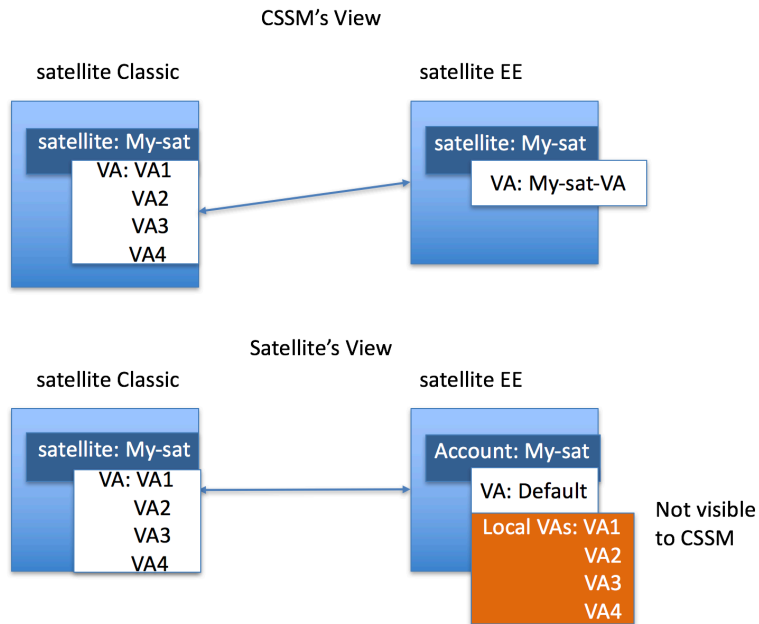 CSSM’s View
satellite Classic
satellite: My-sat
VA: VA1
VA2
VA3
VA4
satellite EE
satellite: My-sat
VA: My-sat-VA
Satellite’s View
satellite Classic
satellite: My-sat
VA: VA1
VA2
VA3
VA4
satellite EE
Account: My-sat
VA: Default
Local VAs: VA1
VA2
VA3
VA4
Not visible
to CSSM